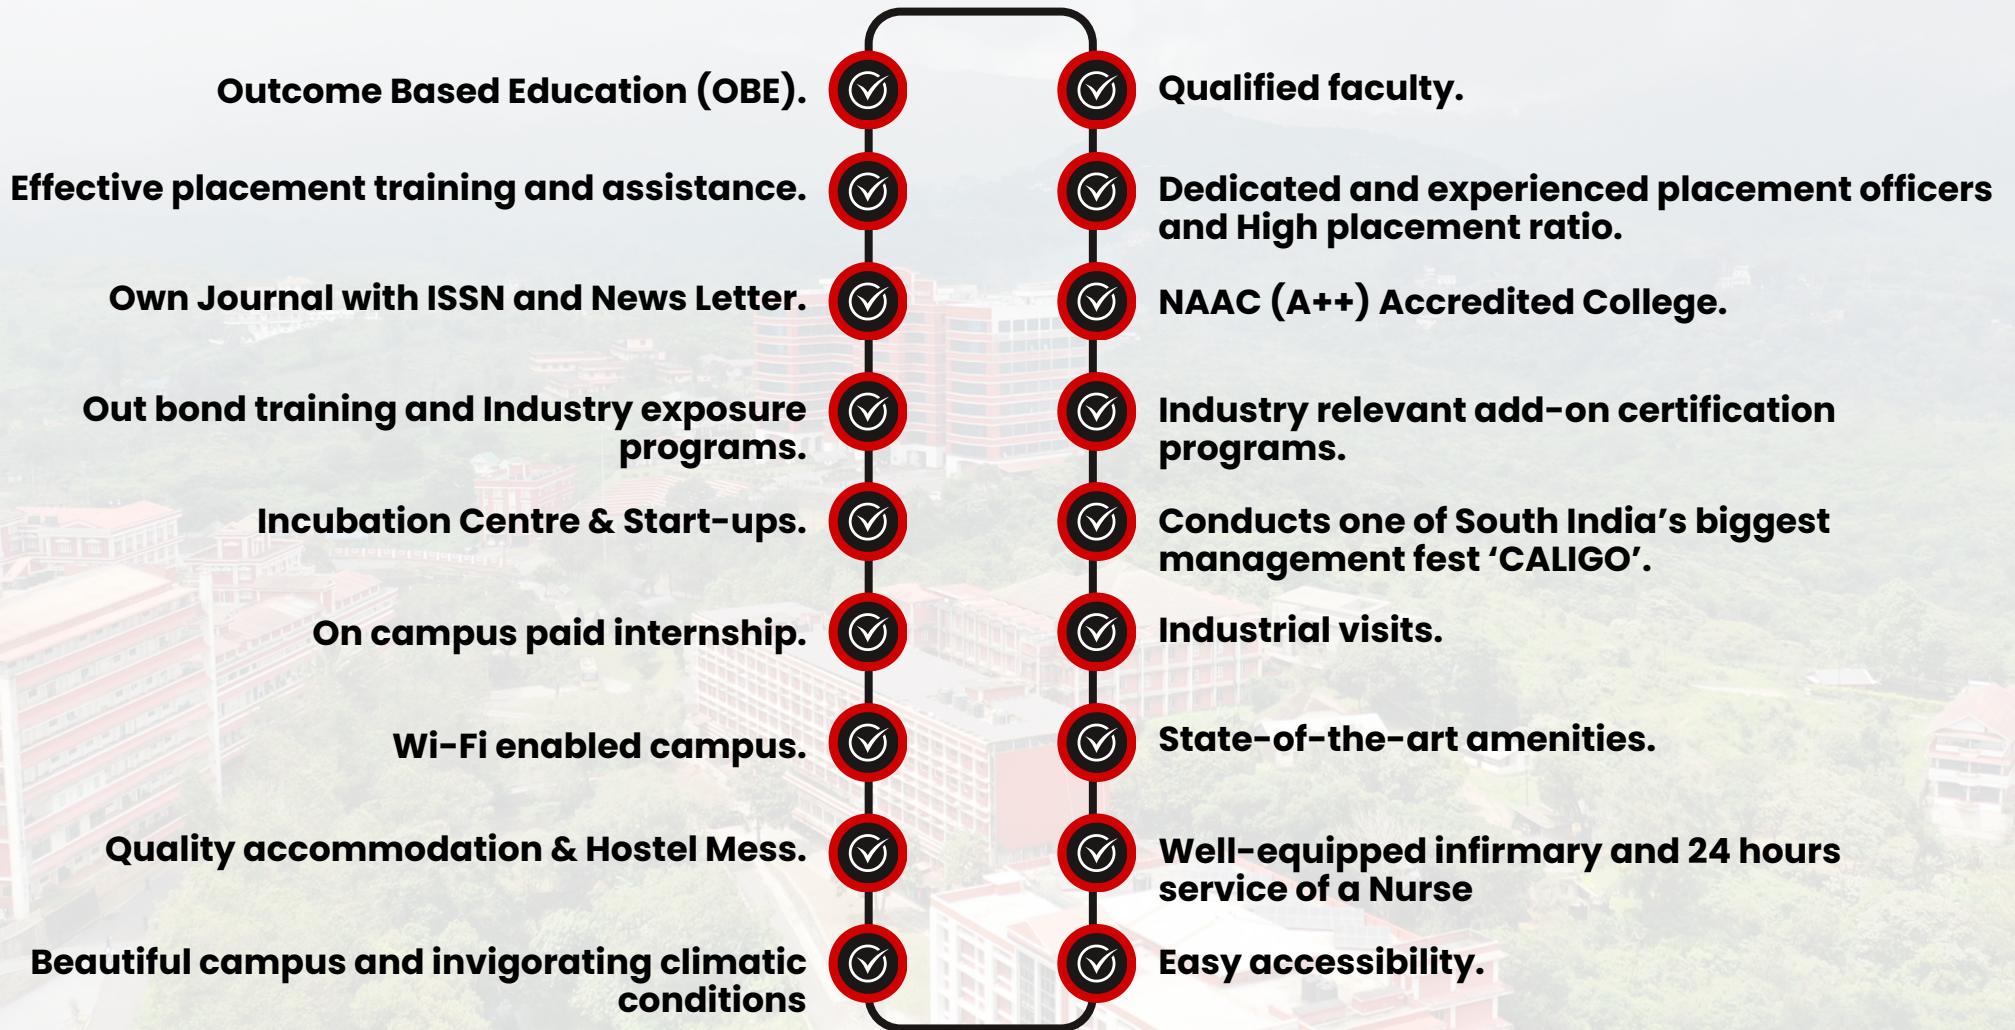 Outcome Based Education (OBE).
Effective placement training and assistance.
Own Journal with ISSN and News Letter.
Out bond training and Industry exposure
programs.
Incubation Centre & Start-ups.
On campus paid internship.
Wi-Fi enabled campus.
Quality accommodation & Hostel Mess.
Beautiful campus and invigorating climatic
conditions
Qualified faculty.
Dedicated and experienced placement officers
and High placement ratio.
NAAC (A++) Accredited College.
Industry relevant add-on certification
programs.
Conducts one of South India’s biggest
management fest ‘CALIGO’.
Industrial visits.
State-of-the-art amenities.
Well-equipped infirmary and 24 hours
service of a Nurse
Easy accessibility.